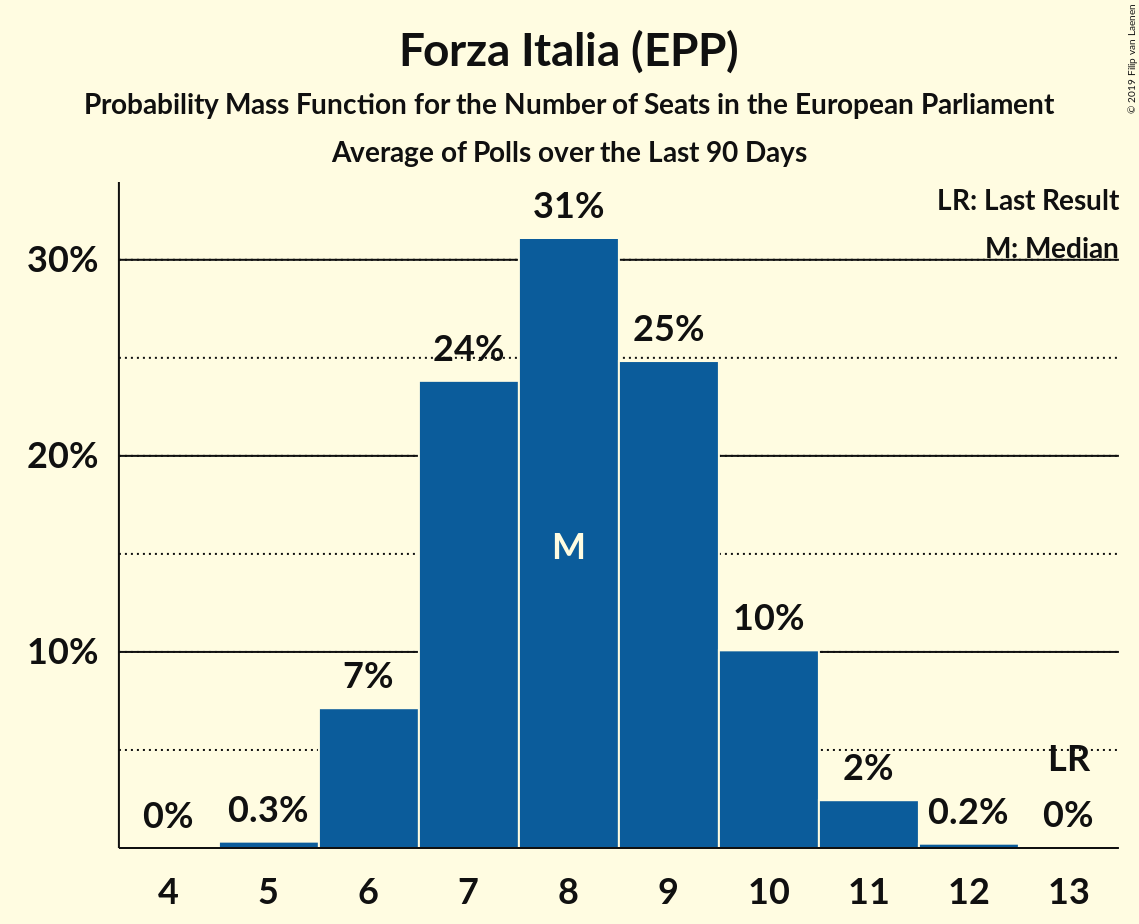 Forza Italia (EPP)
Probability Mass Function for the Number of Seats in the European Parliament
Average of Polls over the Last 90 Days
© 2019 Filip van Laenen
LR: Last Result
M: Median
31%
30%
25%
24%
20%
M
10%
10%
7%
LR
2%
0% 0.3% 0.2% 0%
4 5 6 7 8 9 10 11 12 13